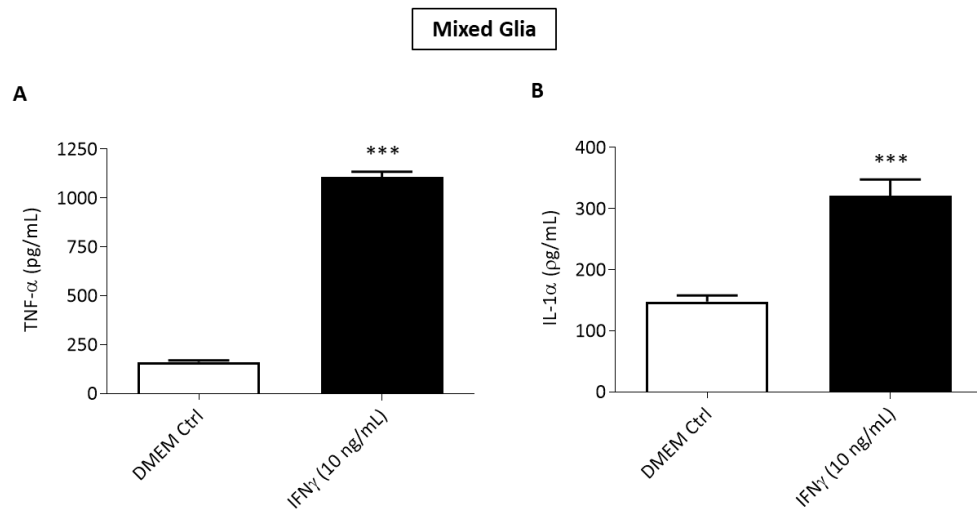 Mixed Glia
A
TNF-α (pg/mL)
1250
1000
750
500
250
0
***
DMEM Ctrl
IFNγ (10 ng/mL)
B
IL-1α (ρg/mL)
400
300
200
100
0
***
DMEM Ctrl
IFNγ (10 ng/mL)